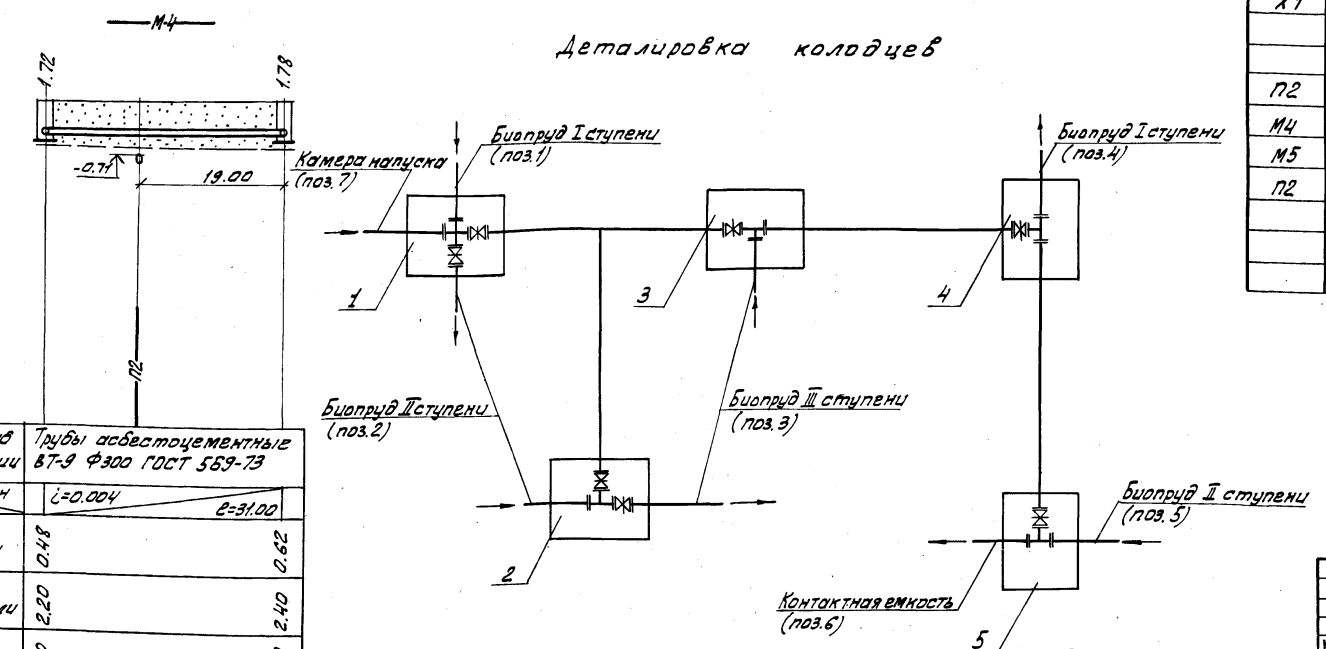 М-4
Деталировка колодцев
1.72
1.78
-0.71
19.00
П2
Трубы асбестоцементные
ВТ-9 Ф300 ГОСТ 569-73
i=0.004
ℓ=31.00
0.48
0.62
2.20
2.40
Камера напуска
(поз.7)
Биопруд I ступени
(поз.1)
Биопруд I ступени
(поз.4)
1
3
4
Биопруд II ступени
(поз.2)
Биопруд III ступени
(поз.3)
2
Биопруд II ступени
(поз.5)
Контактная емкость
(поз.6)
5
П2
М4
М5
П2